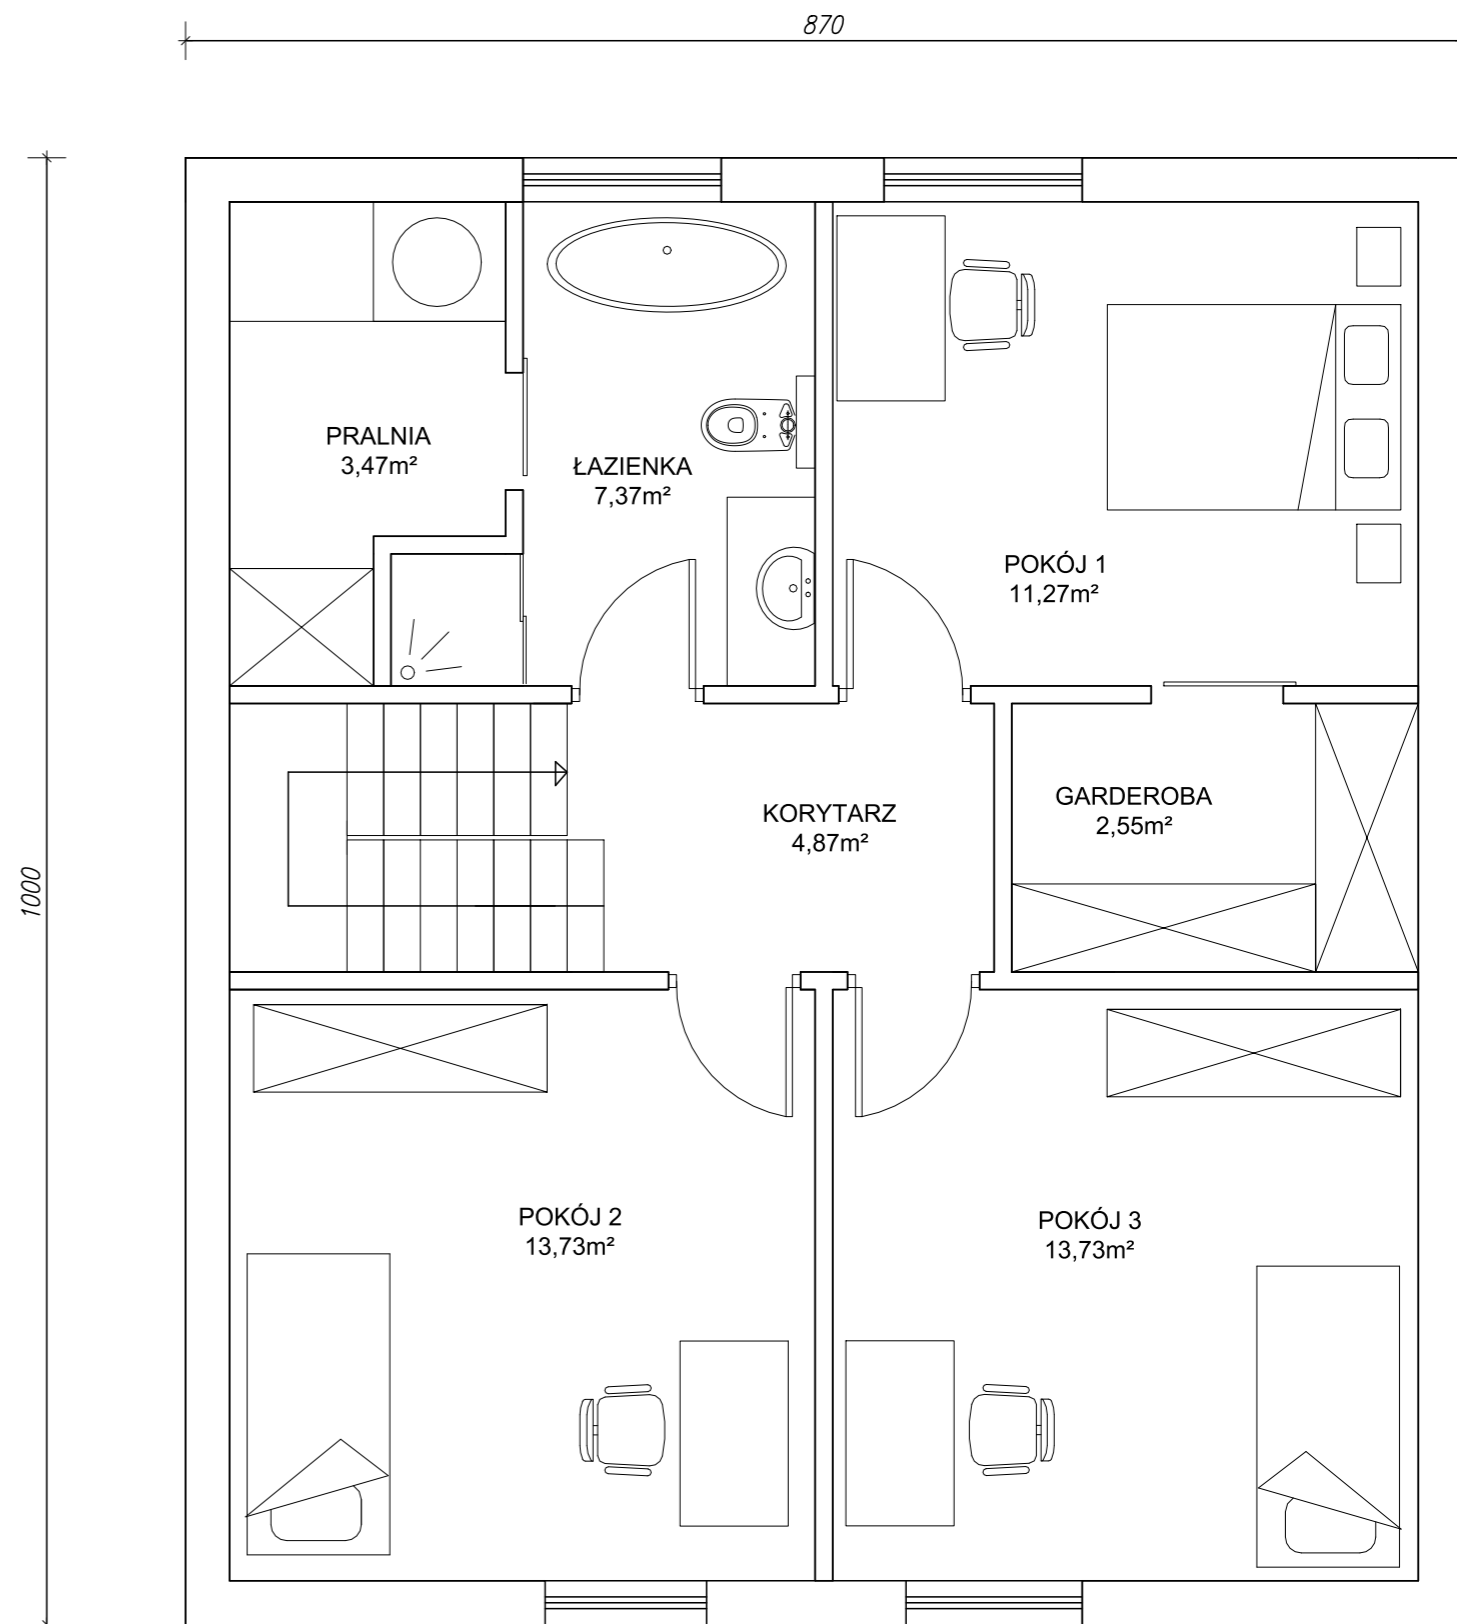 870
PRALNIA
3,47m²
ŁAZIENKA
7,37m²
POKÓJ 1
11,27m²
KORYTARZ
4,87m²
GARDEROBA
2,55m²
1000
POKÓJ 2
13,73m²
POKÓJ 3
13,73m²